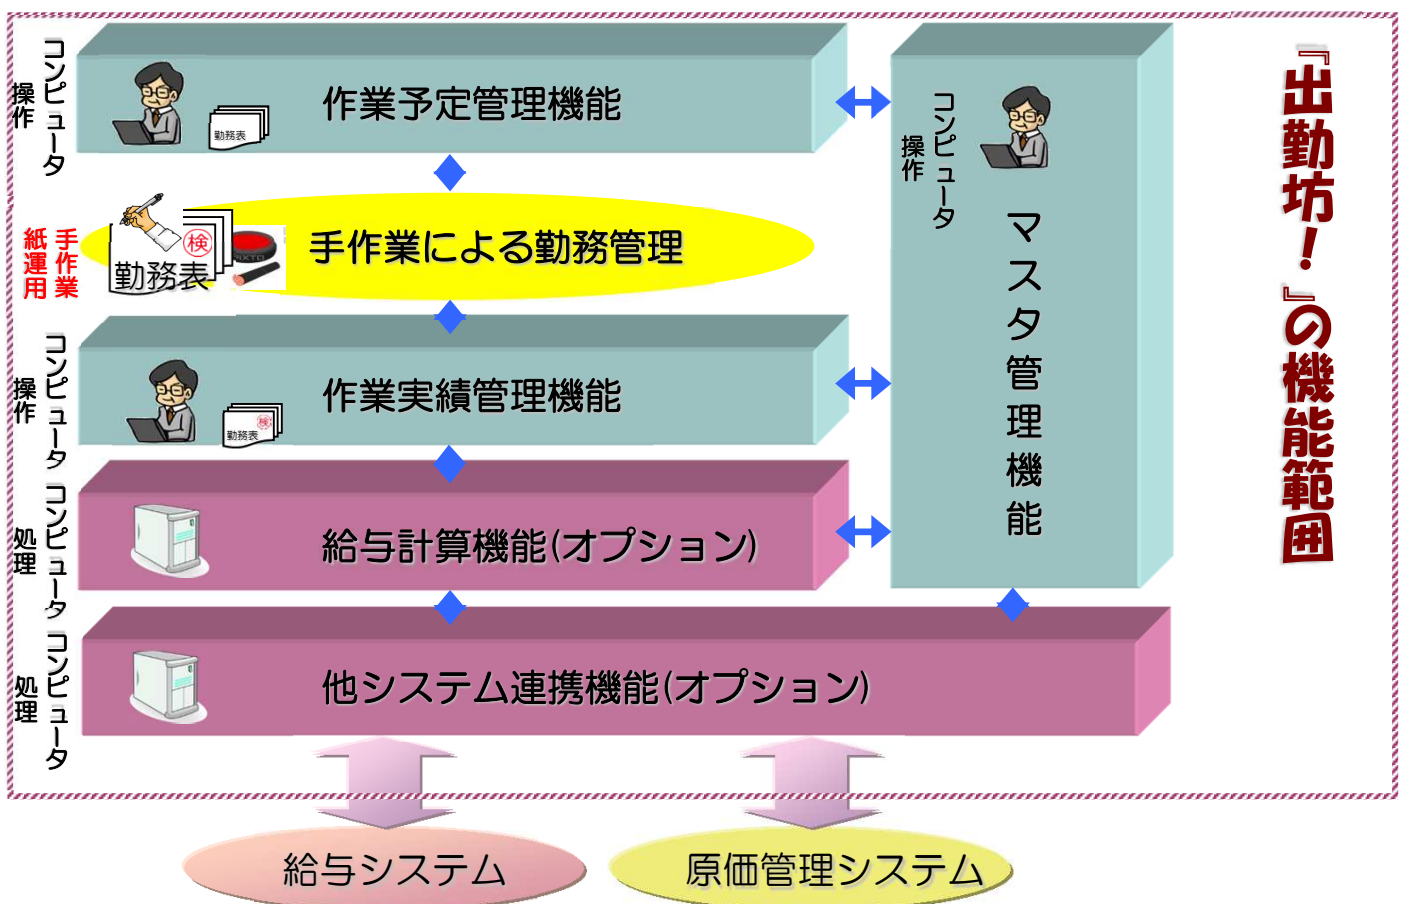 『出勤坊！』の機能範囲
コンピュータ
操作
作業予定管理機能
勤務表
手作業
紙運用
検
勤務表
手作業による勤務管理
コンピュータ
操作
作業実績管理機能
検
勤務表
コンピュータ
処理
給与計算機能(オプション)
コンピュータ
処理
他システム連携機能(オプション)
コンピュータ
操作
マスタ管理機能
給与システム
原価管理システム